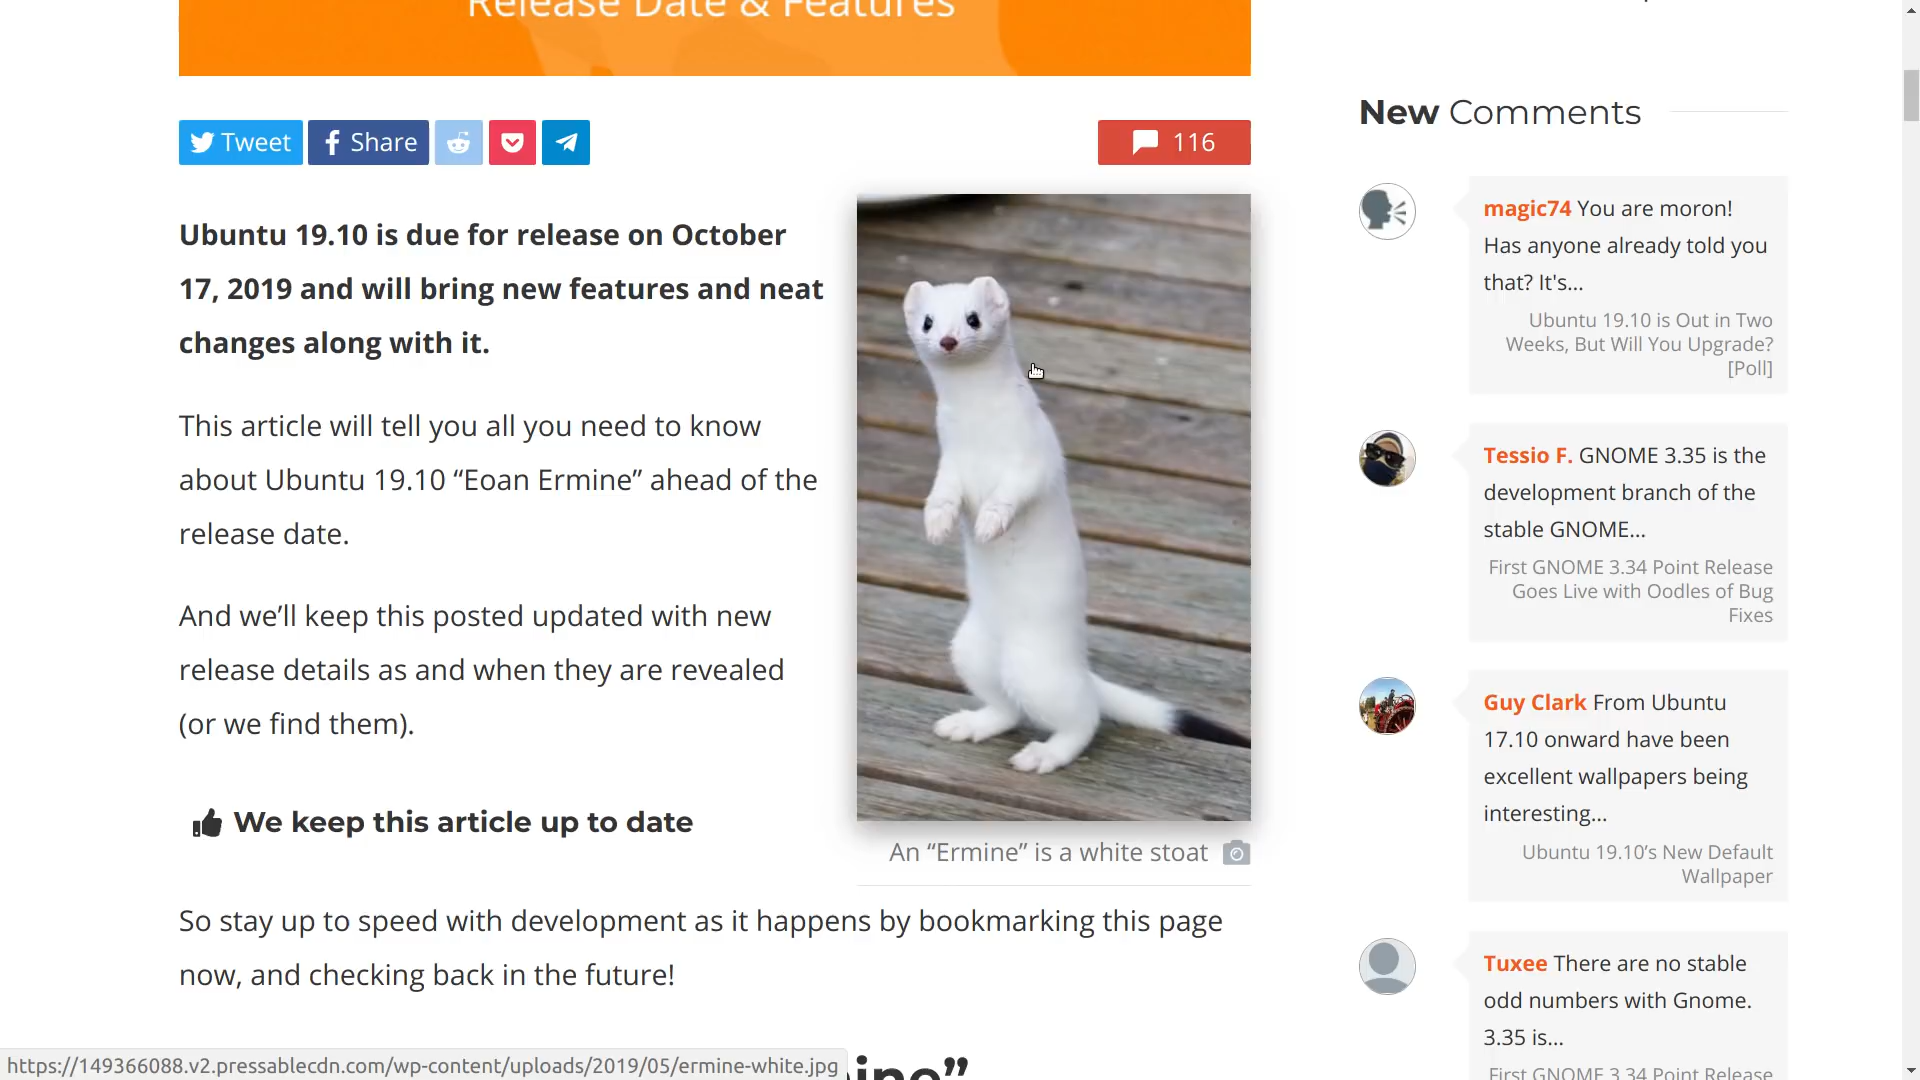 Release Date & Features
Tweet
Share
116
Ubuntu 19.10 is due for release on October
17, 2019 and will bring new features and neat
changes along with it.
This article will tell you all you need to know
about Ubuntu 19.10 “Eoan Ermine” ahead of the
release date.
And we’ll keep this posted updated with new
release details as and when they are revealed
(or we find them).
We keep this article up to date
An “Ermine” is a white stoat
So stay up to speed with development as it happens by bookmarking this page
now, and checking back in the future!
https://149366088.v2.pressablecdn.com/wp-content/uploads/2019/05/ermine-white.jpg
New Comments
magic74 You are moron!
Has anyone already told you
that? It's...
Ubuntu 19.10 is Out in Two
Weeks, But Will You Upgrade?
[Poll]
Tessio F. GNOME 3.35 is the
development branch of the
stable GNOME...
First GNOME 3.34 Point Release
Goes Live with Oodles of Bug
Fixes
Guy Clark From Ubuntu
17.10 onward have been
excellent wallpapers being
interesting...
Ubuntu 19.10’s New Default
Wallpaper
Tuxee There are no stable
odd numbers with Gnome.
3.35 is...
First GNOME 3.34 Point Release